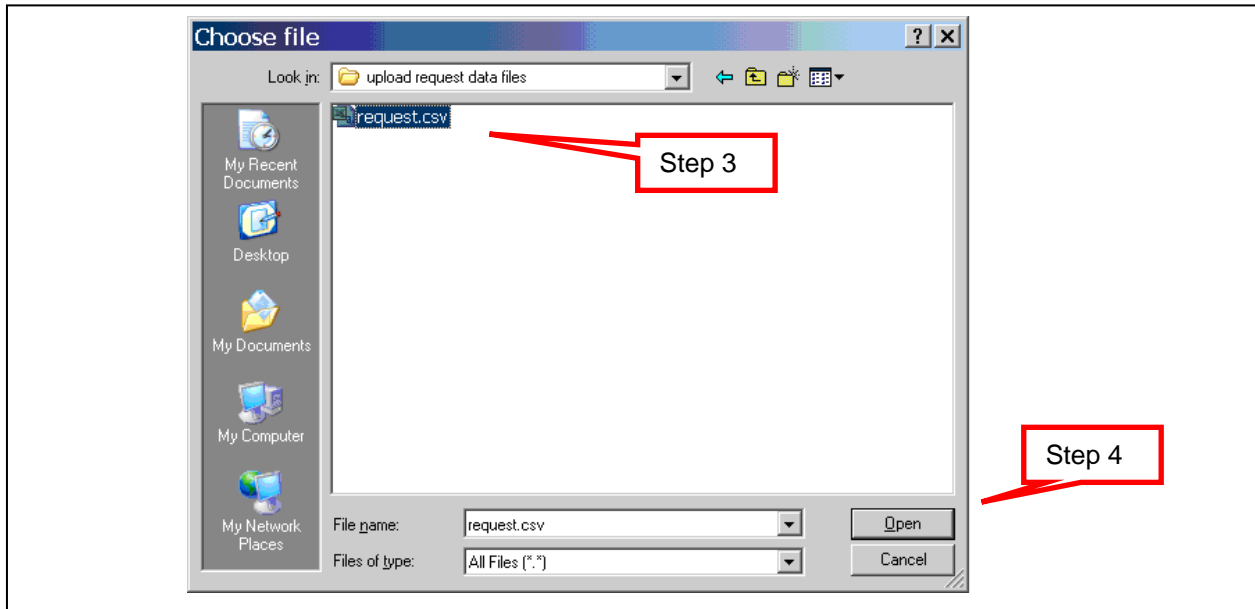 Choose file
Look in: upload request data files
request.csv
Step 3
My Recent
Documents
Desktop
My Documents
My Computer
Step 4
My Network
Places
File name: request.csv Open
Files of type: All Files (*.*) Cancel